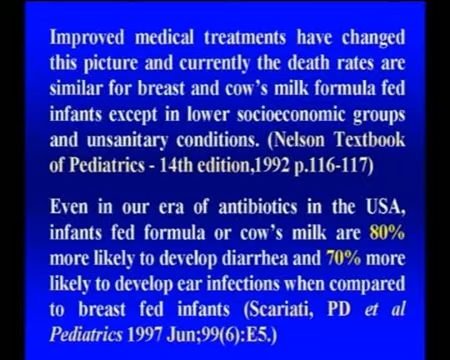 Improved medical treatments have changed
this picture and currently the death rates are
similar for breast and cow's milk formula fed
infants except in lower socioeconomic groups
and unsanitary conditions. (Nelson Textbook
of Pediatrics - 14th edition,1992 p.116-117)
Even in our era of antibiotics in the USA,
infants fed formula or cow's milk are 80%
more likely to develop diarrhea and 70% more
likely to develop ear infections when compared
to breast fed infants (Scariati, PD et al
Pediatrics 1997 Jun;99(6):E5.)